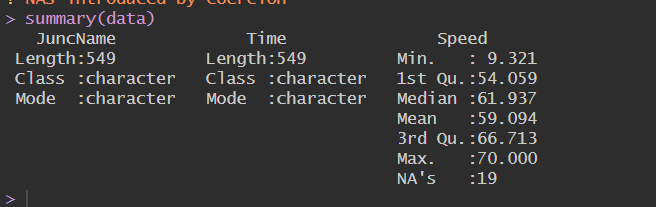 ! NAs introduced by coercion
> summary(data)
JuncName Time Speed
Length:549 Length:549 Min. : 9.321
Class :character Class :character 1st Qu.:54.059
Mode :character Mode :character Median :61.937
Mean :59.094
3rd Qu.:66.713
Max. :70.000
NA's :19
>